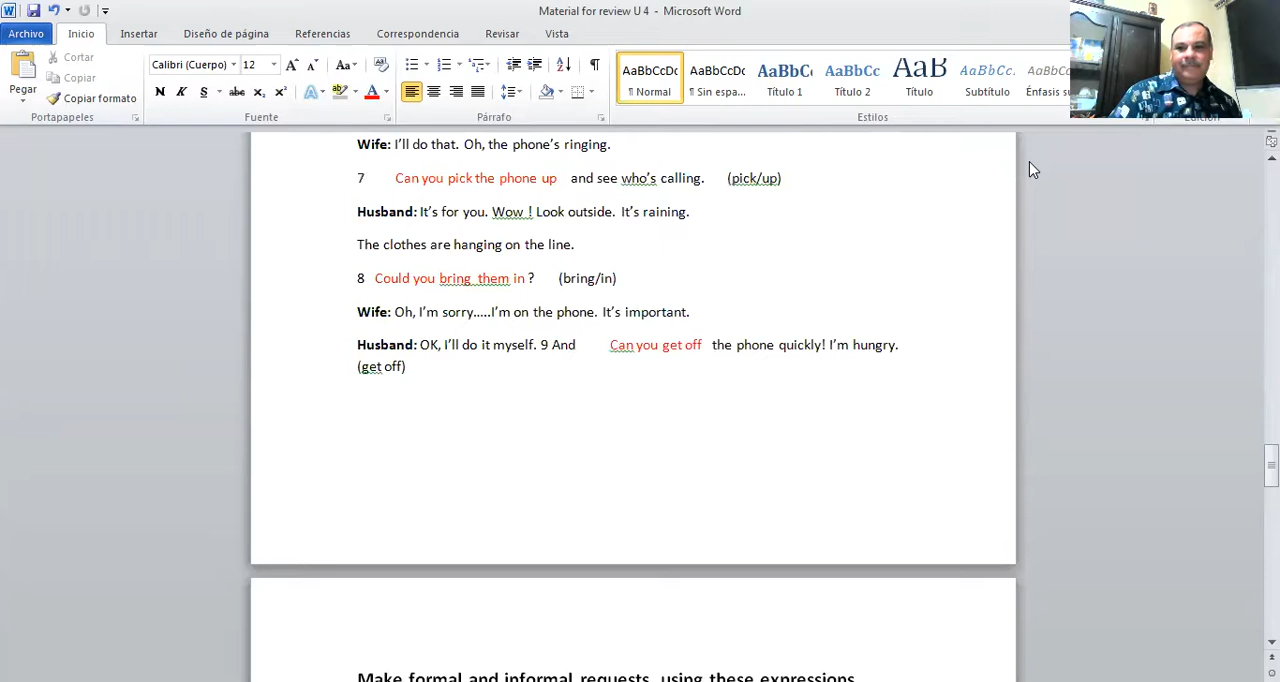 Material for review U 4 - Microsoft Word
Archivo Inicio Insertar Diseño de página Referencias Correspondencia Revisar Vista
Pegar
Cortar
Copiar
Copiar formato
Portapapeles
Calibri (Cuerpo) 12
N K S abc x₂ x²
Fuente
Párrafo
AaBbCcDc AaBbCcDc AaBbC( AaBbCc AaB AaBbCc. AaBbCc
¶ Normal ¶ Sin espa... Título 1 Título 2 Título Subtítulo Énfasis su
Estilos
Wife: I'll do that. Oh, the phone's ringing.
7 Can you pick the phone up and see who's calling. (pick/up)
Husband: It's for you. Wow ! Look outside. It's raining.
The clothes are hanging on the line.
8 Could you bring them in ? (bring/in)
Wife: Oh, I'm sorry.....I'm on the phone. It's important.
Husband: OK, I'll do it myself. 9 And Can you get off the phone quickly! I'm hungry.
(get off)
Make formal and informal requests, using these expressions